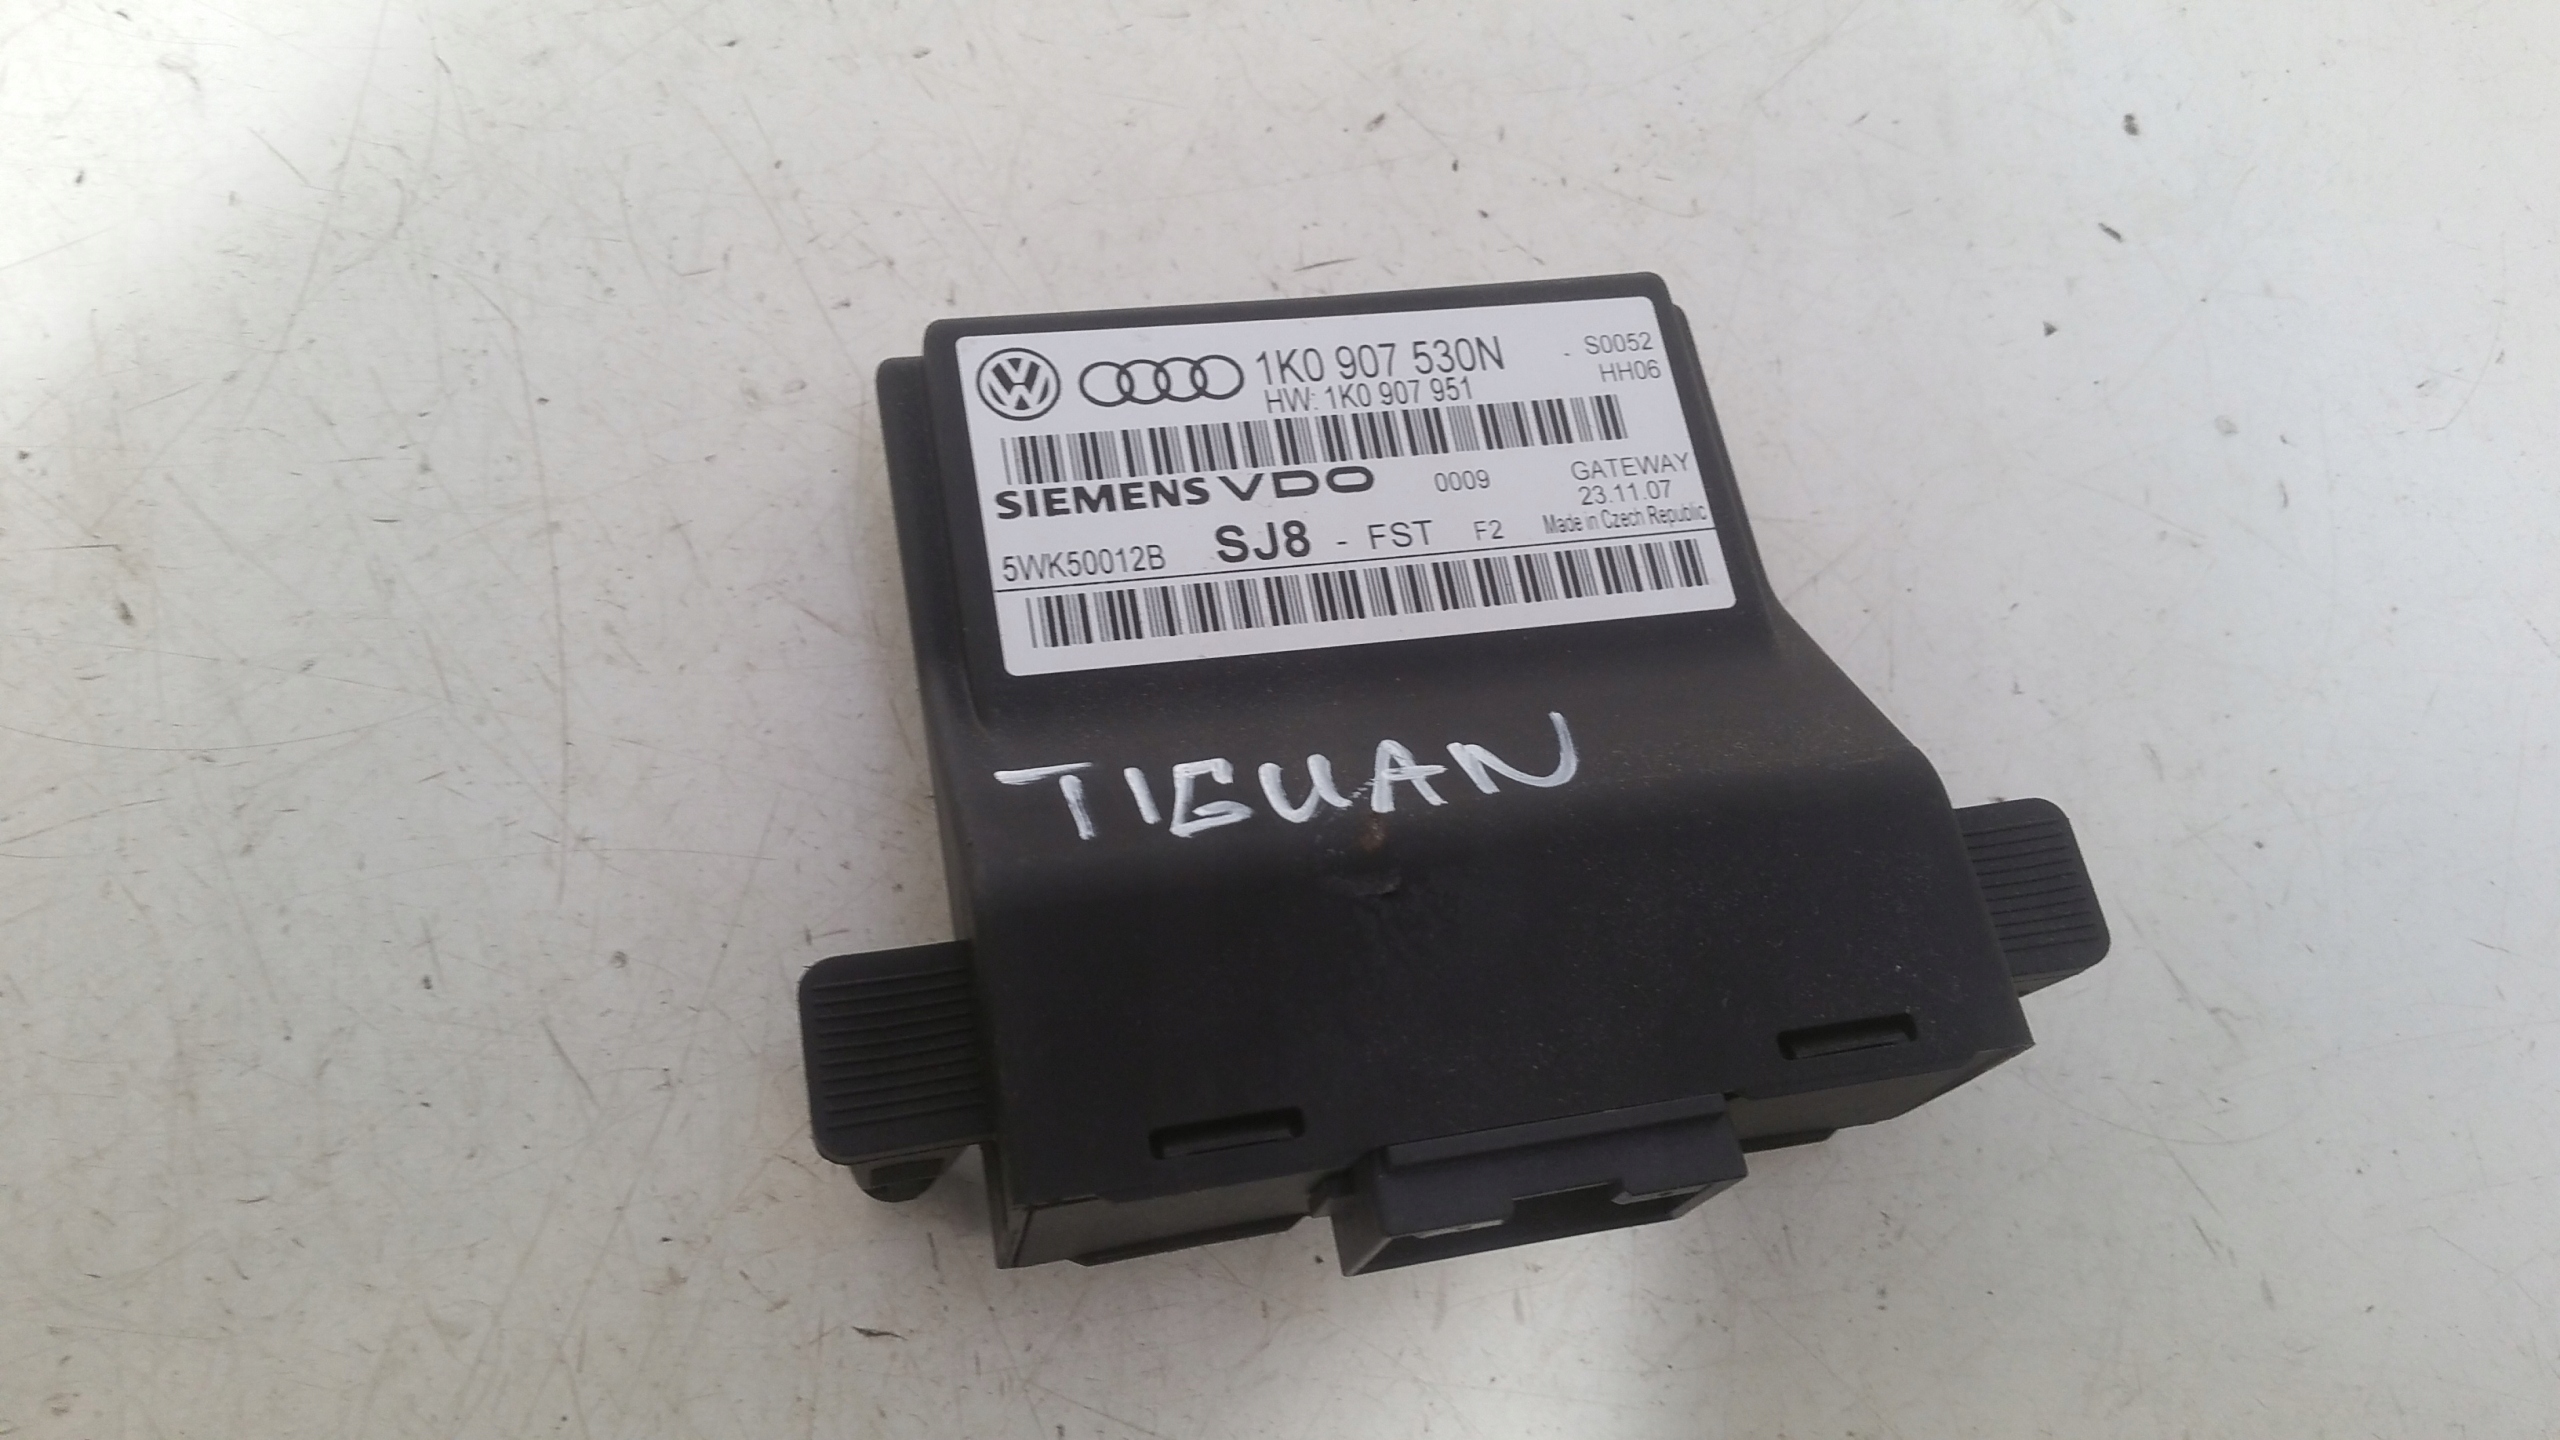 1K0 907 530N
HW: 1K0 907 951
S0052
HH06
SIEMENS VDO
0009
GATEWAY
23.11.07
Made in Czech Republic
5WK50012B
SJ8 - FST F2
TIGUAN